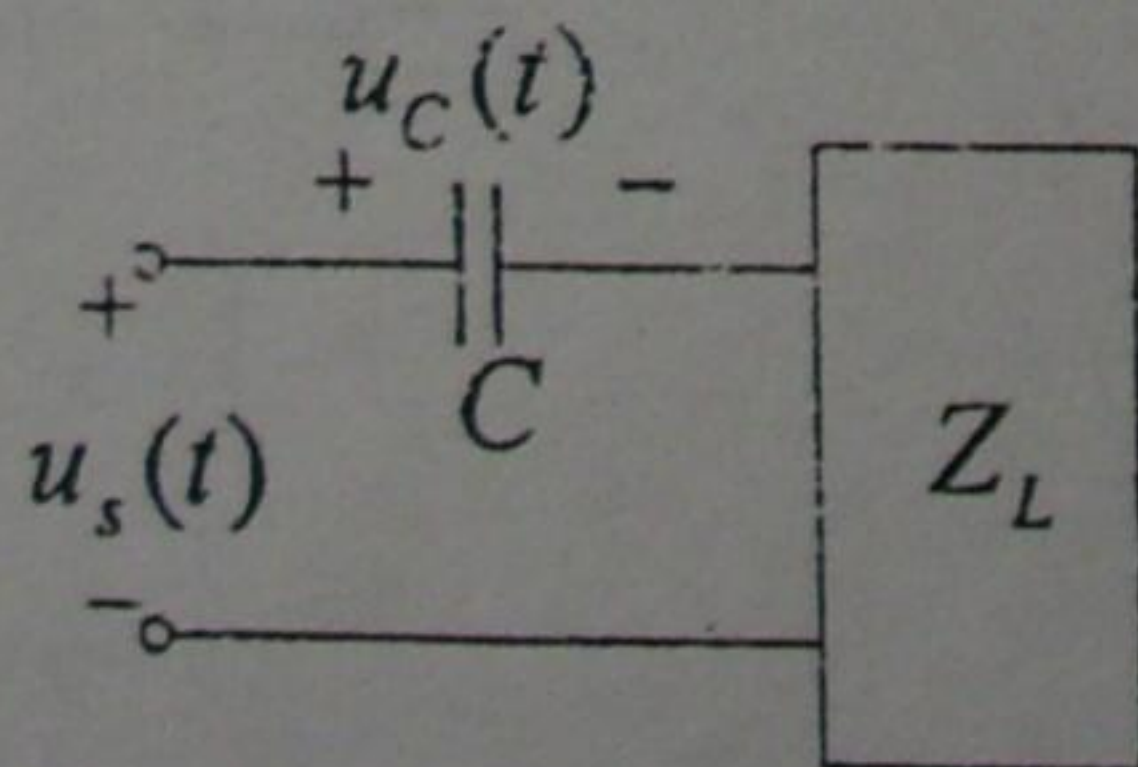 u_C(t)
+ −
+
C
Z_L
u_s(t)
−